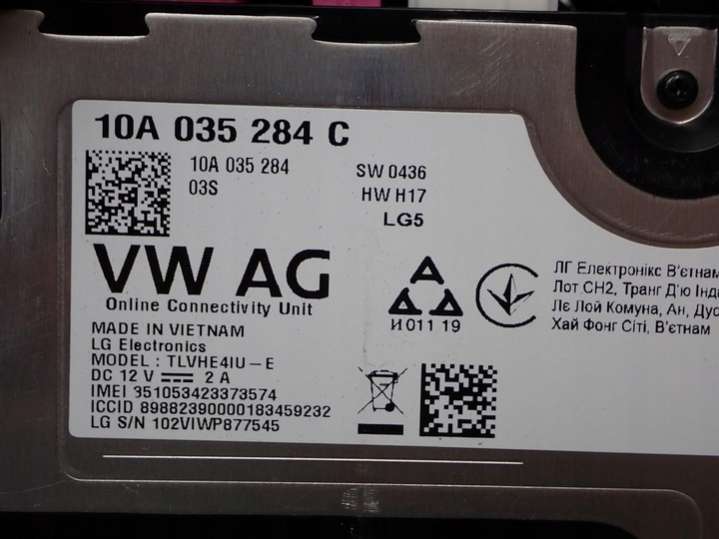 10A 035 284 C
10A 035 284
03S
SW 0436
HW H17
LG5
VW AG
Online Connectivity Unit
MADE IN VIETNAM
LG Electronics
MODEL : TLVHE4IU-E
DC 12 V 2 A
IMEI 351053423373574
ICCID 89882390000183459232
LG S/N 102VIWP877545
И 011 19
ЛГ Електронікс В'єтнам
Лот CH2, Транг Д'ю Інд
Лє Лой Комуна, Ан, Дус
Хай Фонг Сіті, В'єтнам